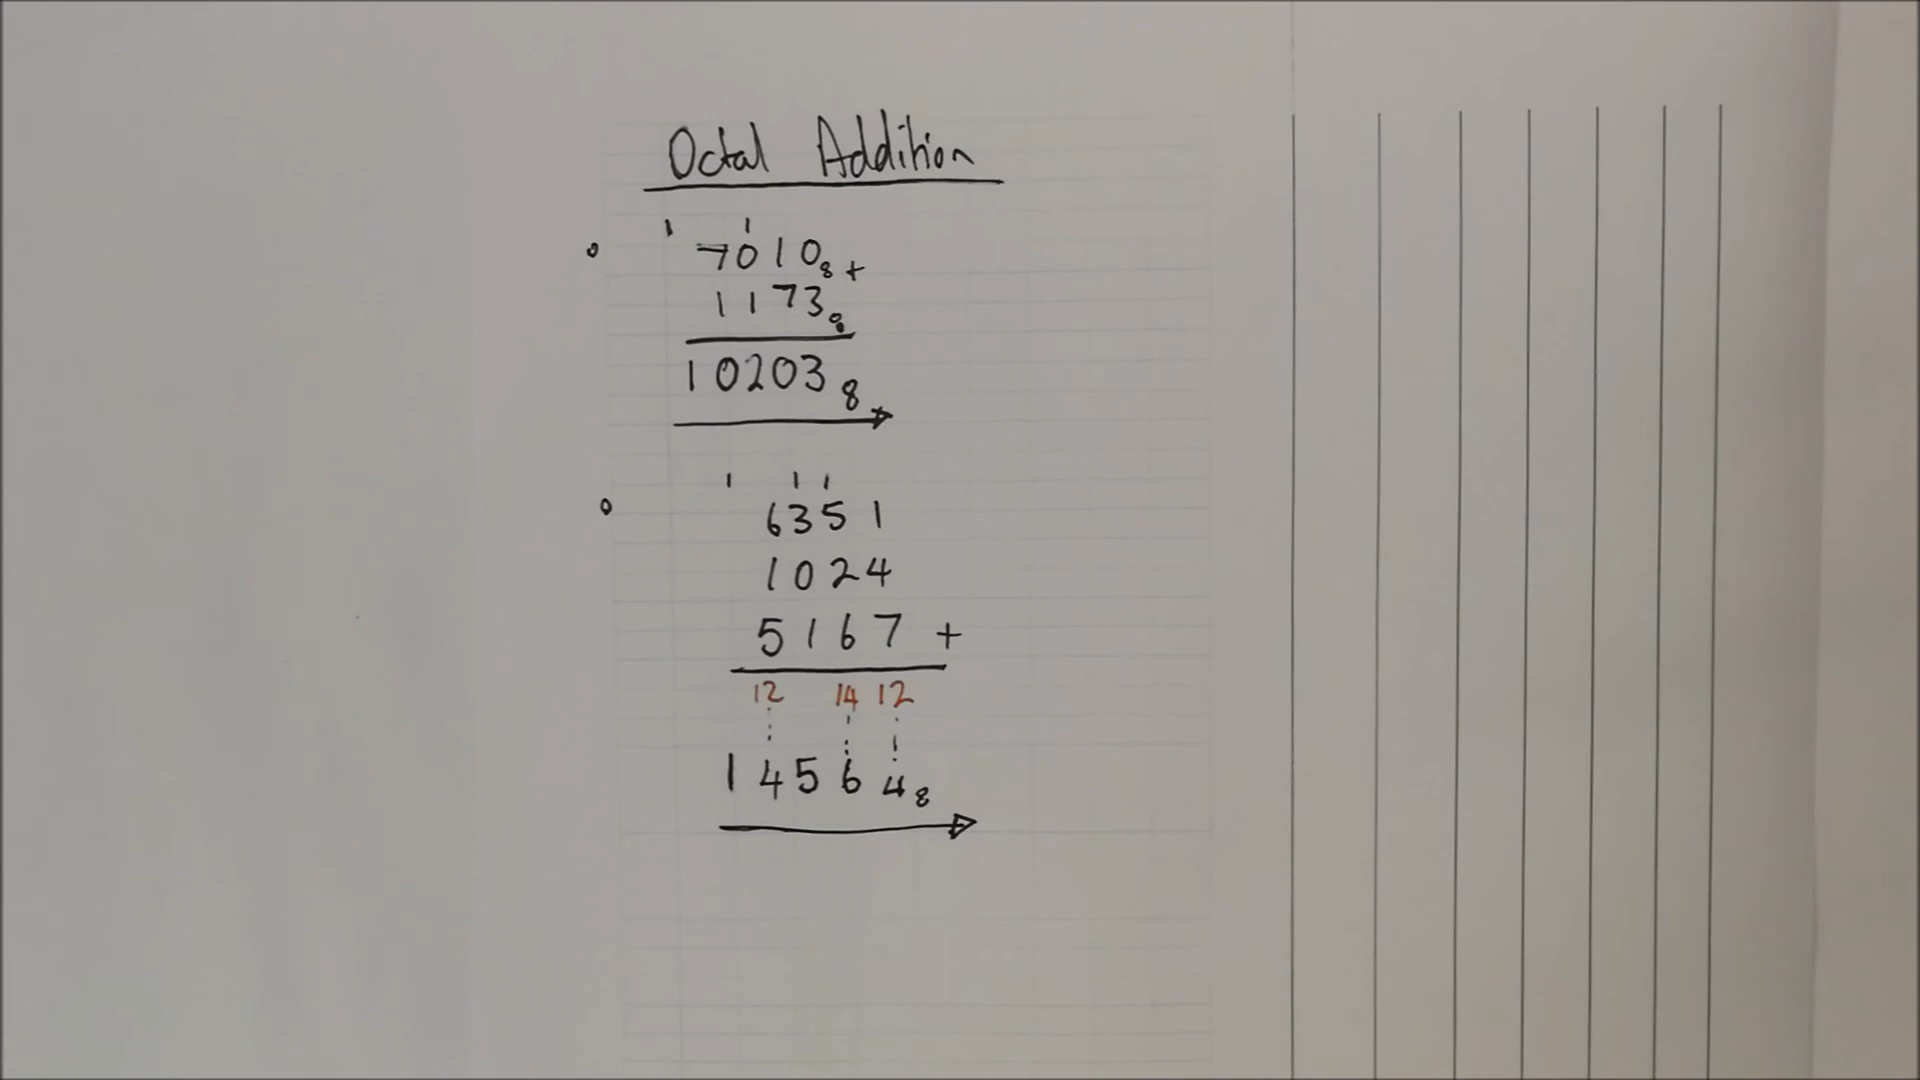 Octal Addition
1 1
7010₈ +
1173₈
10203₈
1 1 1
6351
1024
5167 +
12 14 12
14564₈